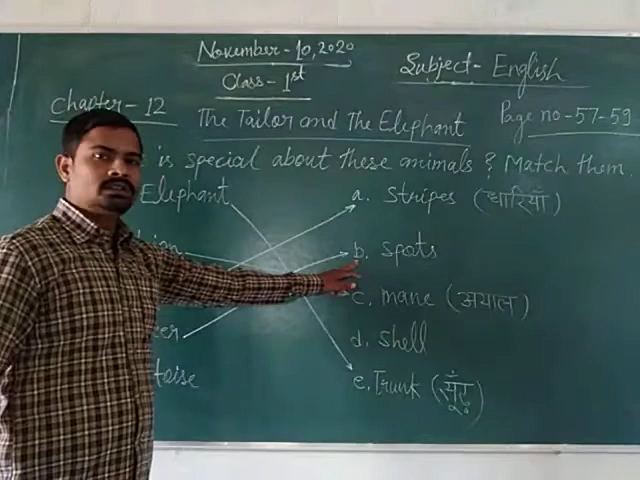 November-10,2020
Class-1st
Subject- English
Chapter-12
The Tailor and The Elephant
Page no-57-59
is special about these animals? Match them.
Elephant
a. Stripes (धारियाँ)
b. Spots
c. mane (अयाल)
d. Shell
e. Trunk (सूँढ़)